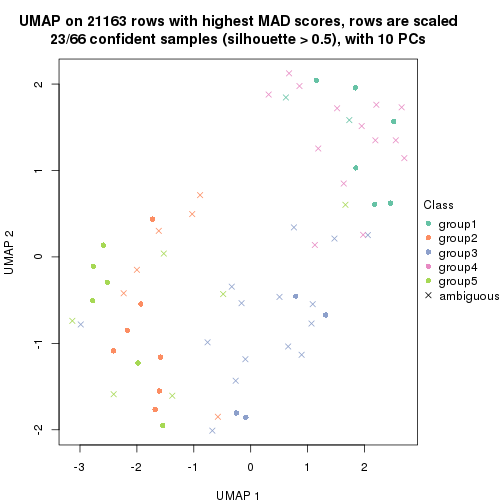 UMAP on 21163 rows with highest MAD scores, rows are scaled
23/66 confident samples (silhouette > 0.5), with 10 PCs
2
1
0
-1
-2
UMAP 2
-3
-2
-1
0
1
2
UMAP 1
Class
group1
group2
group3
group4
group5
ambiguous